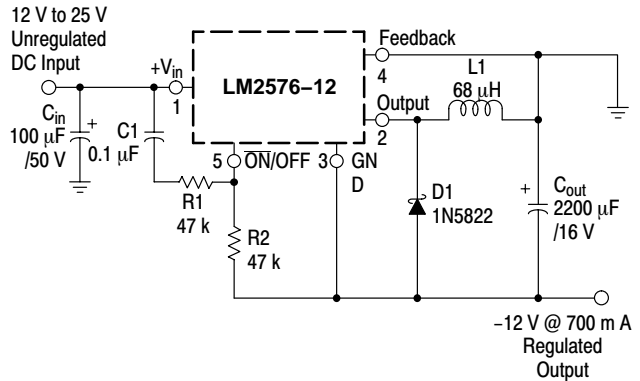 12 V to 25 V
Unregulated
DC Input
+Vin
1
LM2576–12
Feedback
4
L1
68 μH
Output
2
Cin
100 μF
/50 V
+
C1
0.1 μF
5
ON/OFF
3
GN
D
R1
47 k
R2
47 k
D1
1N5822
+
Cout
2200 μF
/16 V
–12 V @ 700 m A
Regulated
Output